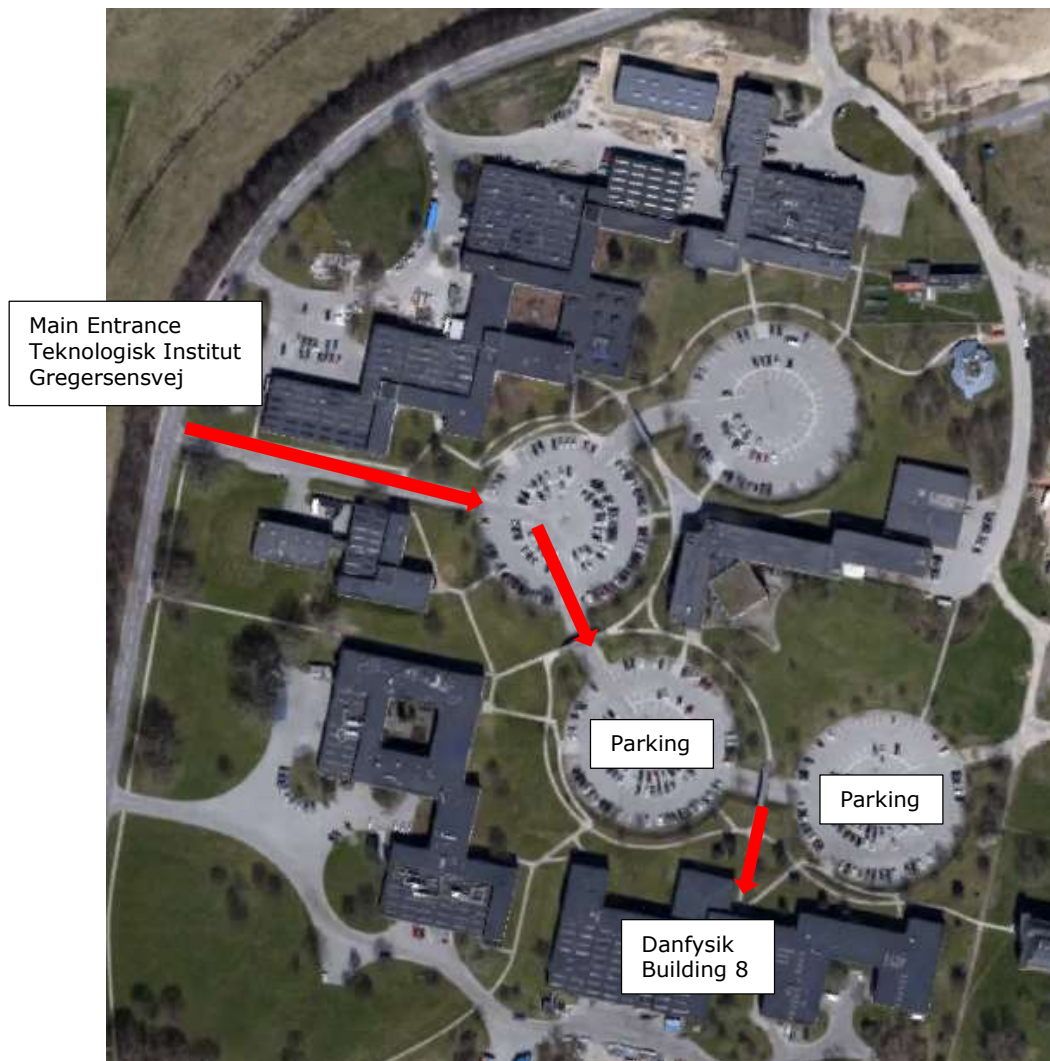 Main Entrance
Teknologisk Institut
Gregersensvej
Parking
Parking
Danfysik
Building 8